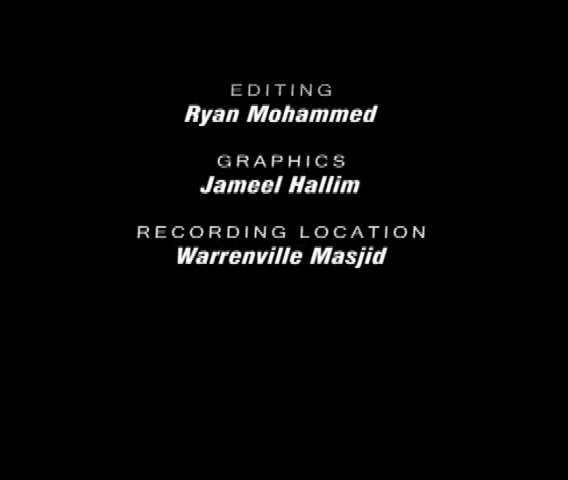 EDITING
Ryan Mohammed
GRAPHICS
Jameel Hallim
RECORDING LOCATION
Warrenville Masjid